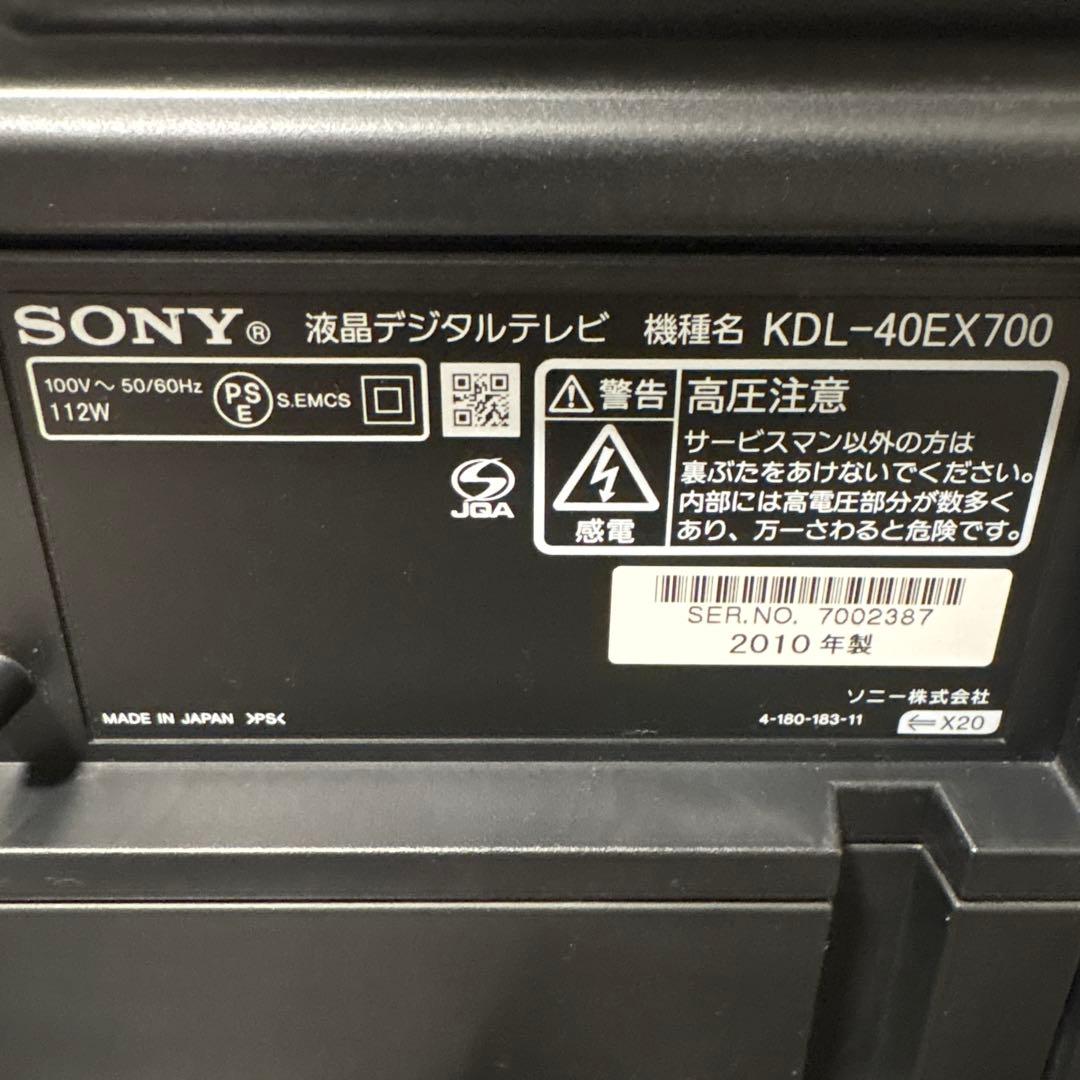 SONY® 液晶デジタルテレビ 機種名 KDL-40EX700
100V～ 50/60Hz
112W
PS
E
S.EMCS
JQA
警告
感電
高圧注意
サービスマン以外の方は
裏ぶたをあけないでください。
内部には高電圧部分が数多く
あり、万一さわると危険です。
SER.NO. 7002387
2010年製
ソニー株式会社
MADE IN JAPAN >PS<
4-180-183-11
⇐ X20